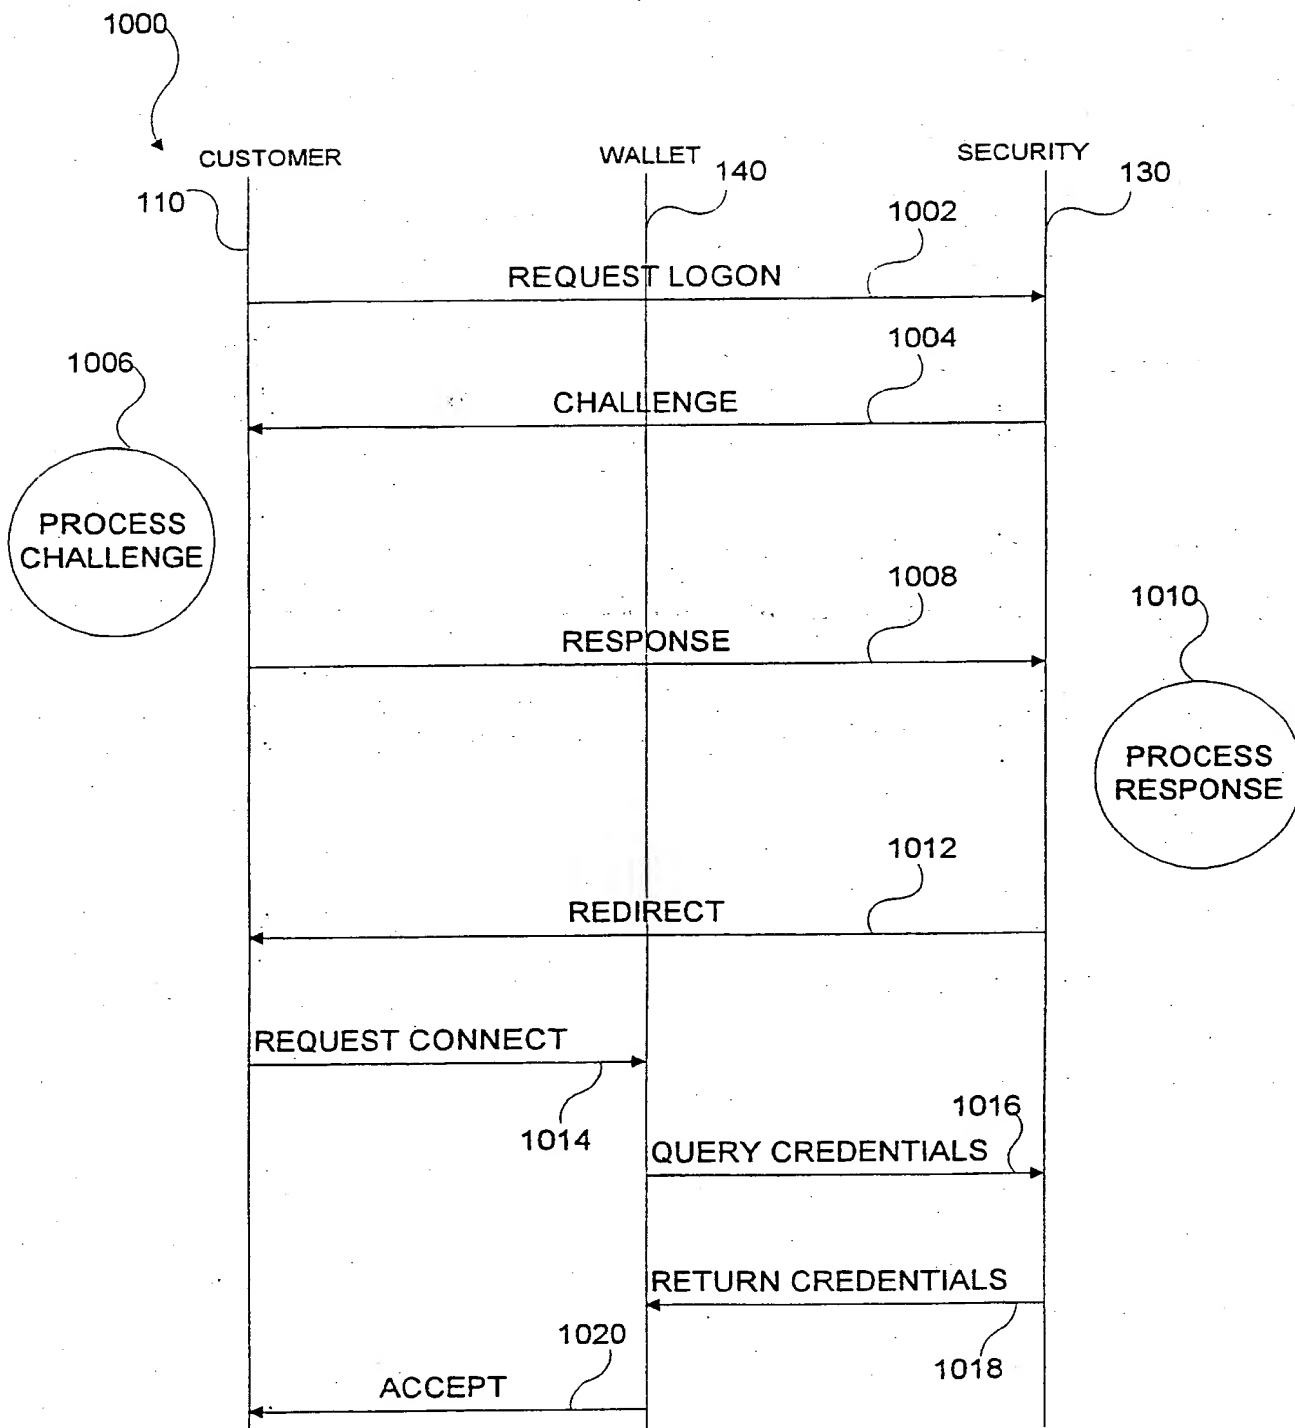 1000
CUSTOMER
WALLET
SECURITY
110
140
130
1002
REQUEST LOGON
1004
1006
CHALLENGE
PROCESS
CHALLENGE
1008
1010
RESPONSE
PROCESS
RESPONSE
1012
REDIRECT
REQUEST CONNECT
1014
1016
QUERY CREDENTIALS
RETURN CREDENTIALS
1018
1020
ACCEPT